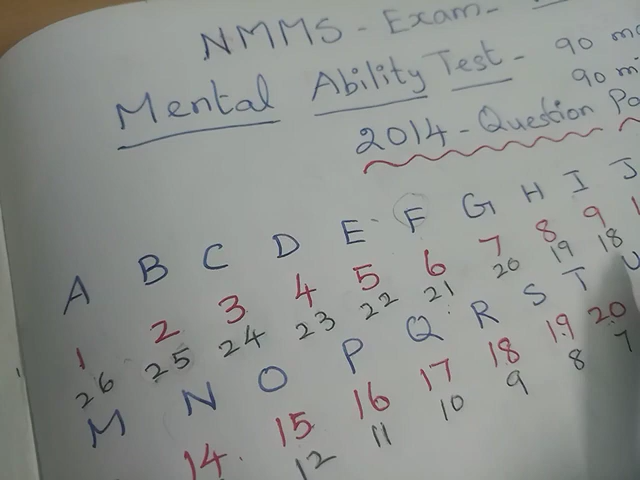 NMMS - Exam -
Mental Ability Test - 90
90
2014 - Question
A B C D E F G H I J
1 2 3 4 5 6 7 8 9
26 25 24 23 22 21 20 19 18
M N O P Q R S T U
14 15 16 17 18 19 20
12 11 10 9 8 7